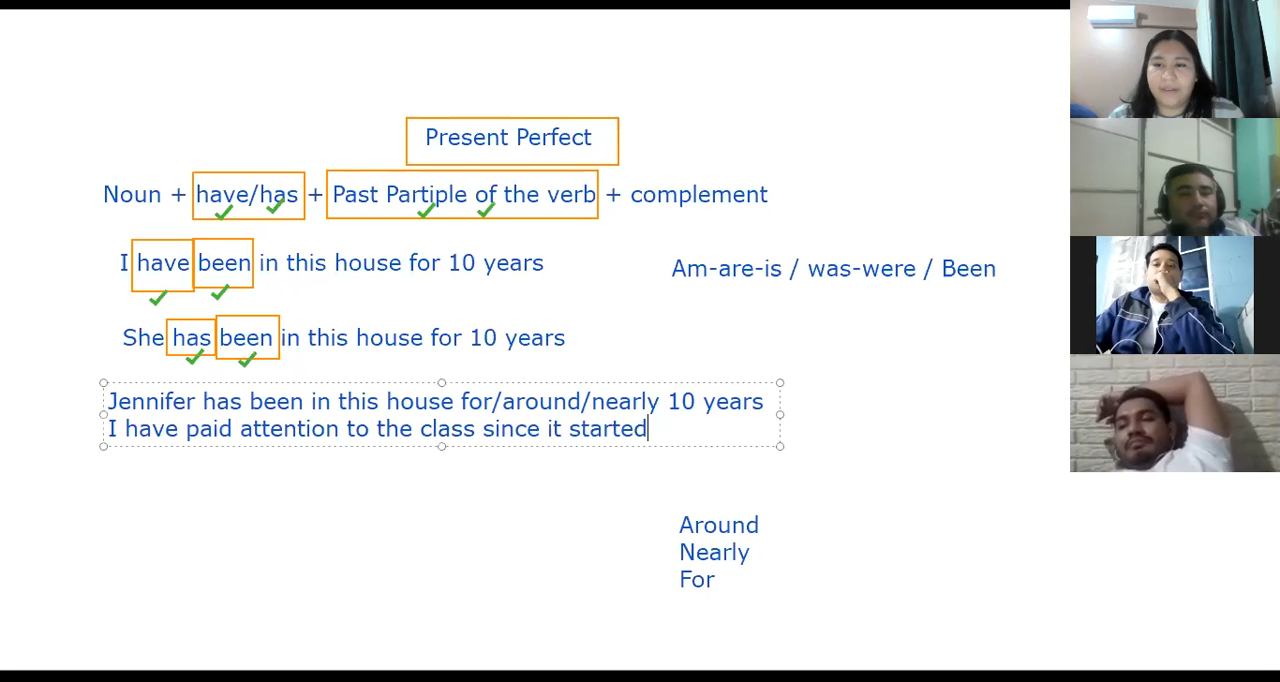 Present Perfect
Noun + have/has + Past Partiple of the verb + complement
I have been in this house for 10 years
Am-are-is / was-were / Been
She has been in this house for 10 years
Jennifer has been in this house for/around/nearly 10 years
I have paid attention to the class since it started
Around
Nearly
For